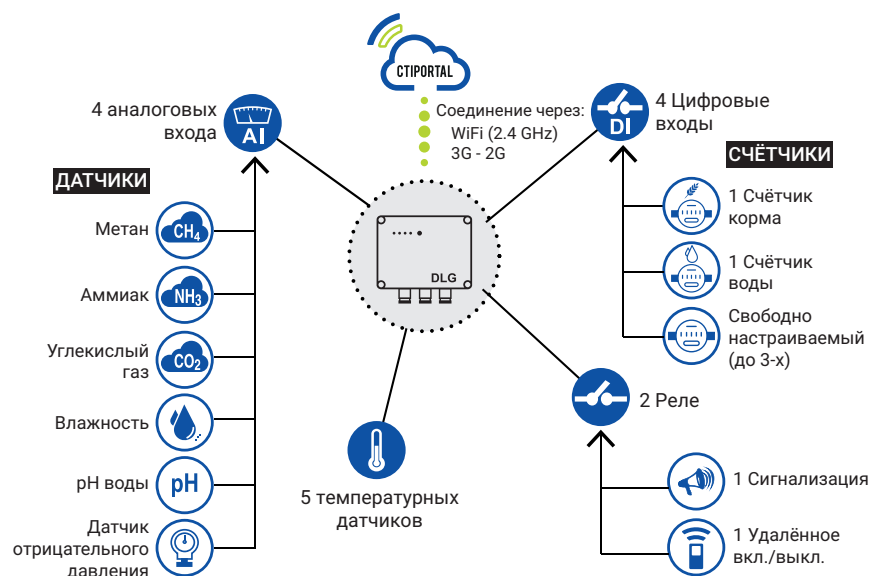 CTIPORTAL
Соединение через:
WiFi (2.4 GHz)
3G - 2G
4 аналоговых
входа
AI
ДАТЧИКИ
Метан
CH4
Аммиак
NH3
Углекислый
газ
CO2
Влажность
pH воды
pH
Датчик
отрицательного
давления
DLG
5 температурных
датчиков
DI
4 Цифровые
входы
СЧЁТЧИКИ
1 Счётчик
корма
1 Счётчик
воды
Свободно
настраиваемый
(до 3-х)
2 Реле
1 Сигнализация
1 Удалённое
вкл./выкл.